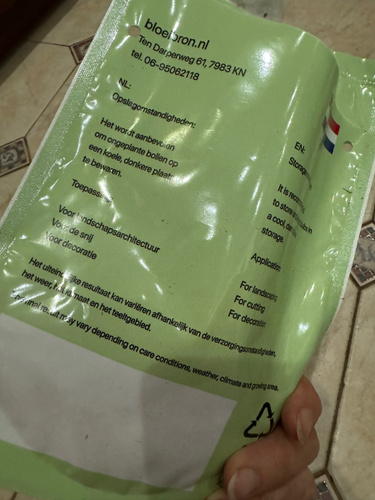 bloeibron.nl
Ten Darperweg 61, 7983 KN
tel. 06-95062118
NL:
Opslagomstandigheden:
Het wordt aanbevolen
om ongeplante bollen op
een koele, donkere plaats
te bewaren.
Toepassing:
Voor landschapsarchitectuur
Voor de snij
Voor decoratie
EN:
Storage
It is
to store
a cool,
storage.
Application
For landscaping
For cutting
For decoration
Het uiteindelijke resultaat kan variëren afhankelijk van de verzorgingsomstandigheden,
het weer, het klimaat en het teeltgebied.
The final result may vary depending on care conditions, weather, climate and growing area.